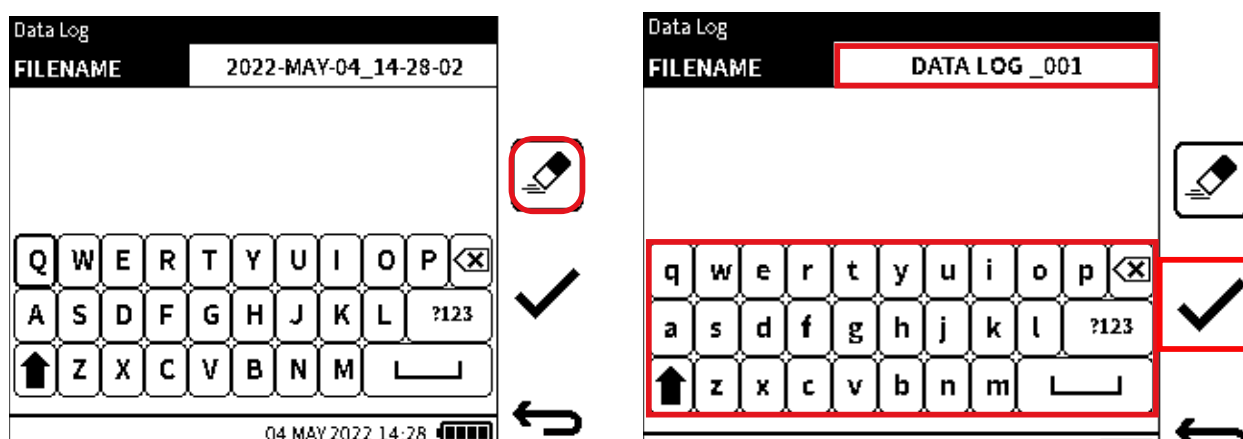 Data Log
FILENAME 2022-MAY-04_14-28-02
Q W E R T Y U I O P
A S D F G H J K L ?123
Z X C V B N M
04 MAY 2022 14:28
Data Log
FILENAME DATA LOG _001
q w e r t y u i o p
a s d f g h j k l ?123
z x c v b n m